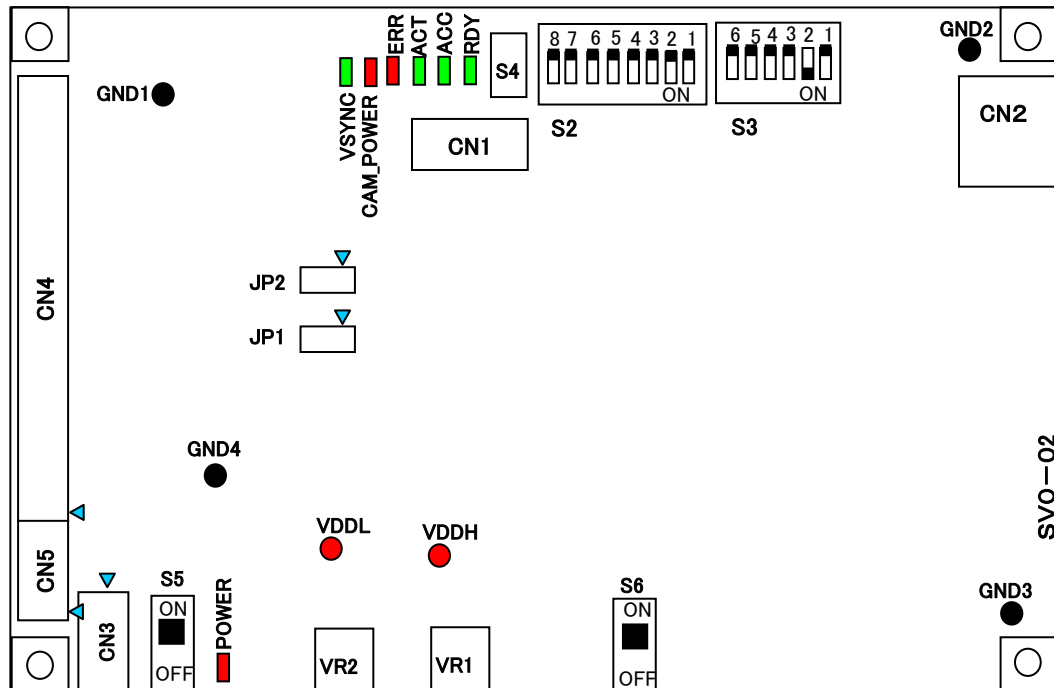 GND1
VSYNC
CAM_POWER
ERR
ACT
ACC
RDY
S4
8 7 6 5 4 3 2 1
ON
S2
6 5 4 3 2 1
ON
S3
GND2
CN2
CN1
CN4
JP2
JP1
GND4
SVO-02
VDDL
VDDH
CN5
CN3
S5
ON
OFF
POWER
VR2
VR1
S6
ON
OFF
GND3